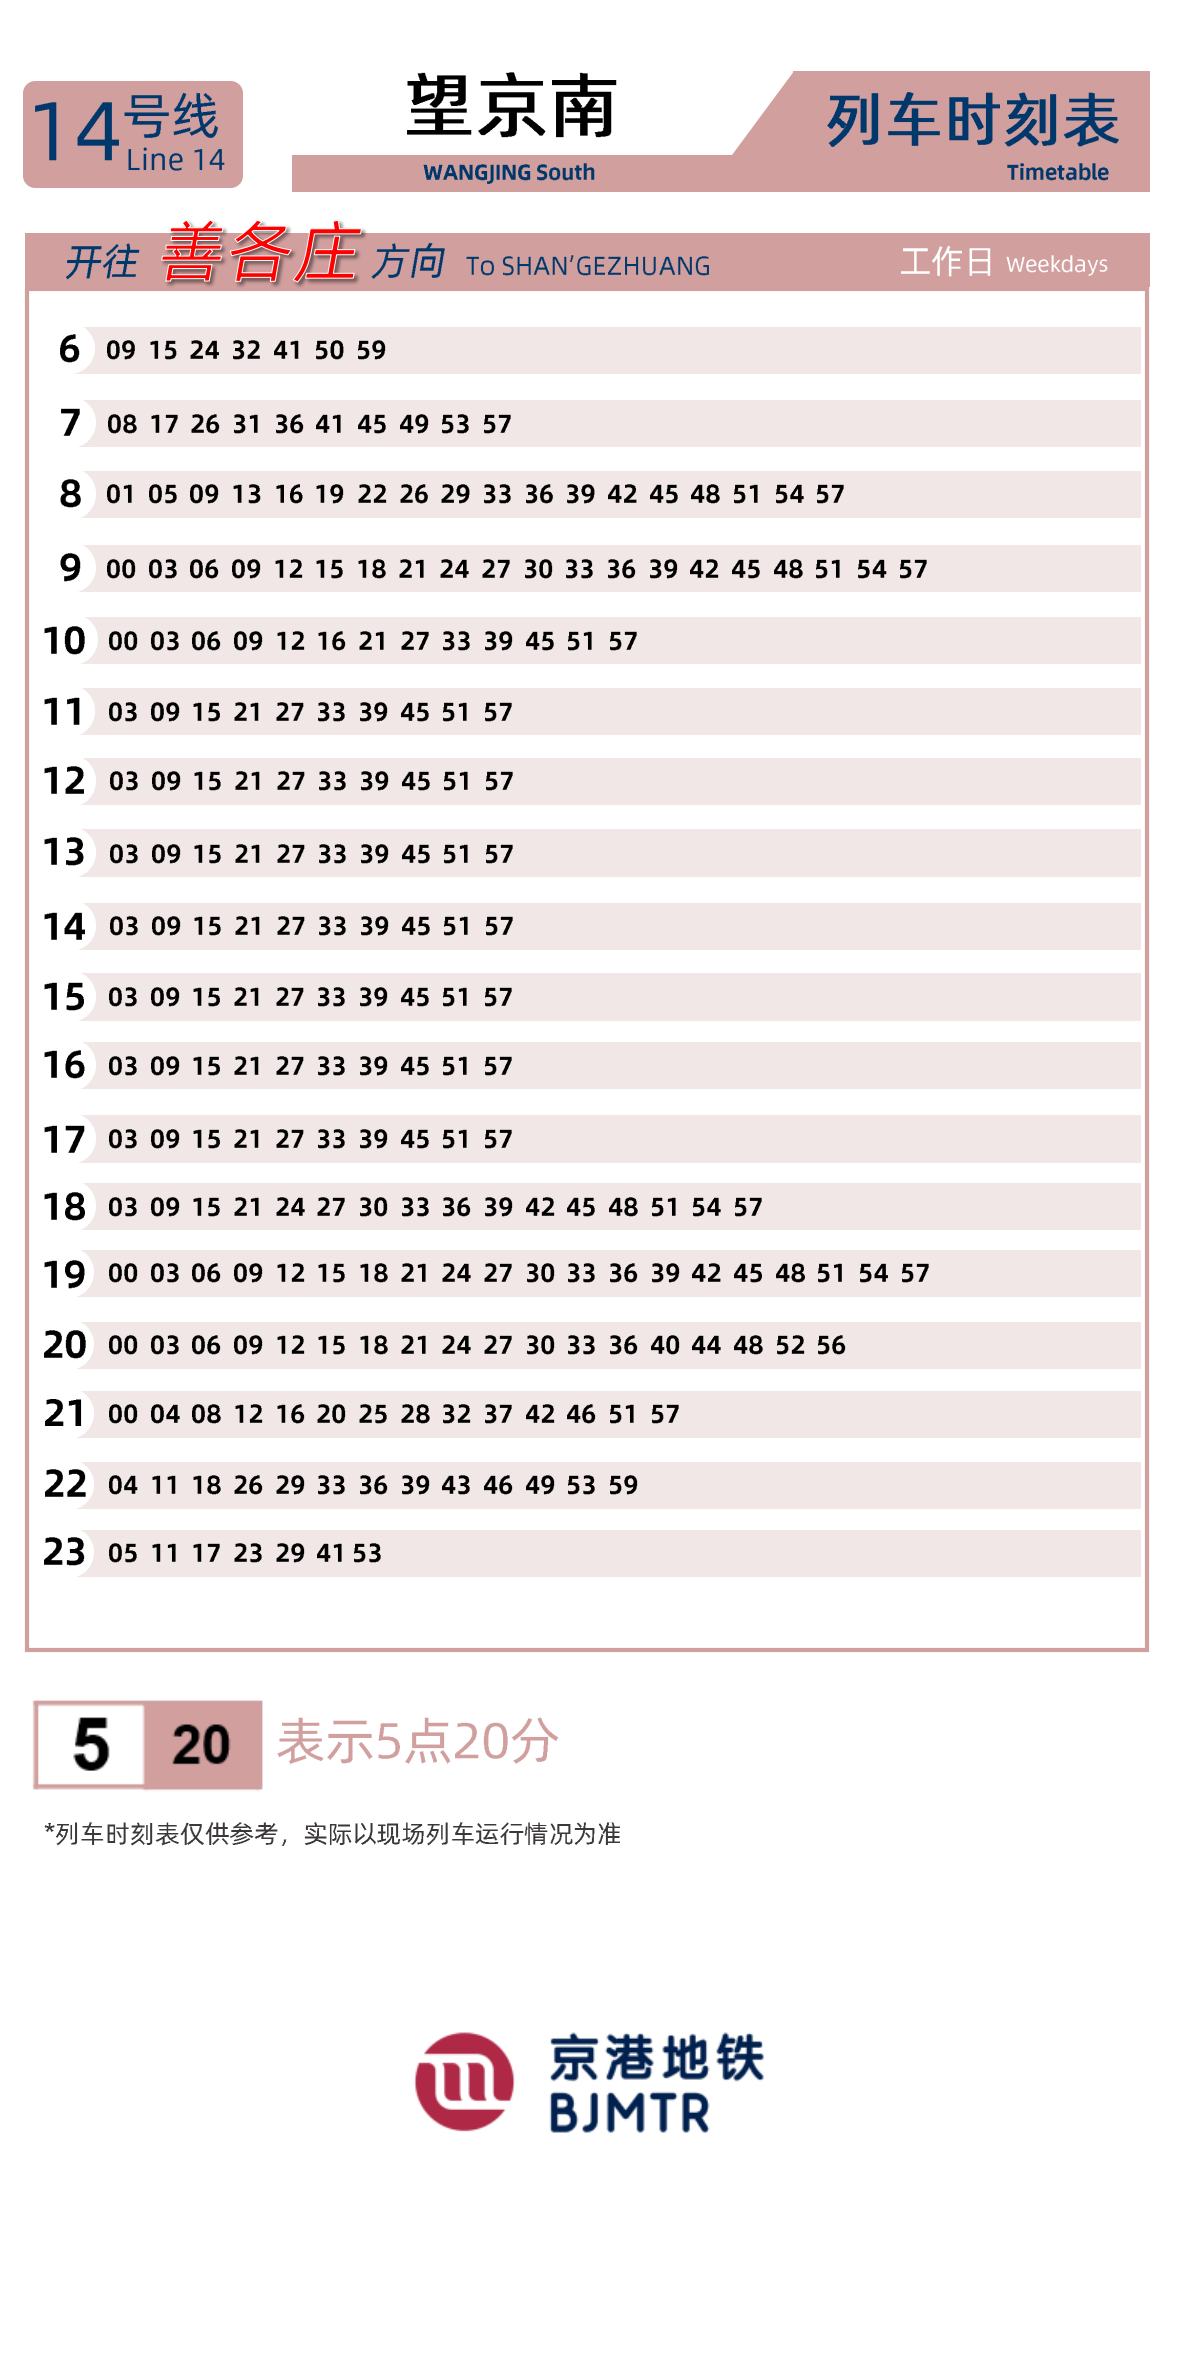 14号线
Line 14
望京南
WANGJING South
列车时刻表
Timetable
开往 善各庄 方向 To SHAN’GEZHUANG 工作日 Weekdays
6 09 15 24 32 41 50 59
7 08 17 26 31 36 41 45 49 53 57
8 01 05 09 13 16 19 22 26 29 33 36 39 42 45 48 51 54 57
9 00 03 06 09 12 15 18 21 24 27 30 33 36 39 42 45 48 51 54 57
10 00 03 06 09 12 16 21 27 33 39 45 51 57
11 03 09 15 21 27 33 39 45 51 57
12 03 09 15 21 27 33 39 45 51 57
13 03 09 15 21 27 33 39 45 51 57
14 03 09 15 21 27 33 39 45 51 57
15 03 09 15 21 27 33 39 45 51 57
16 03 09 15 21 27 33 39 45 51 57
17 03 09 15 21 27 33 39 45 51 57
18 03 09 15 21 24 27 30 33 36 39 42 45 48 51 54 57
19 00 03 06 09 12 15 18 21 24 27 30 33 36 39 42 45 48 51 54 57
20 00 03 06 09 12 15 18 21 24 27 30 33 36 40 44 48 52 56
21 00 04 08 12 16 20 25 28 32 37 42 46 51 57
22 04 11 18 26 29 33 36 39 43 46 49 53 59
23 05 11 17 23 29 41 53
5 20 表示5点20分
*列车时刻表仅供参考，实际以现场列车运行情况为准
京港地铁
BJMTR